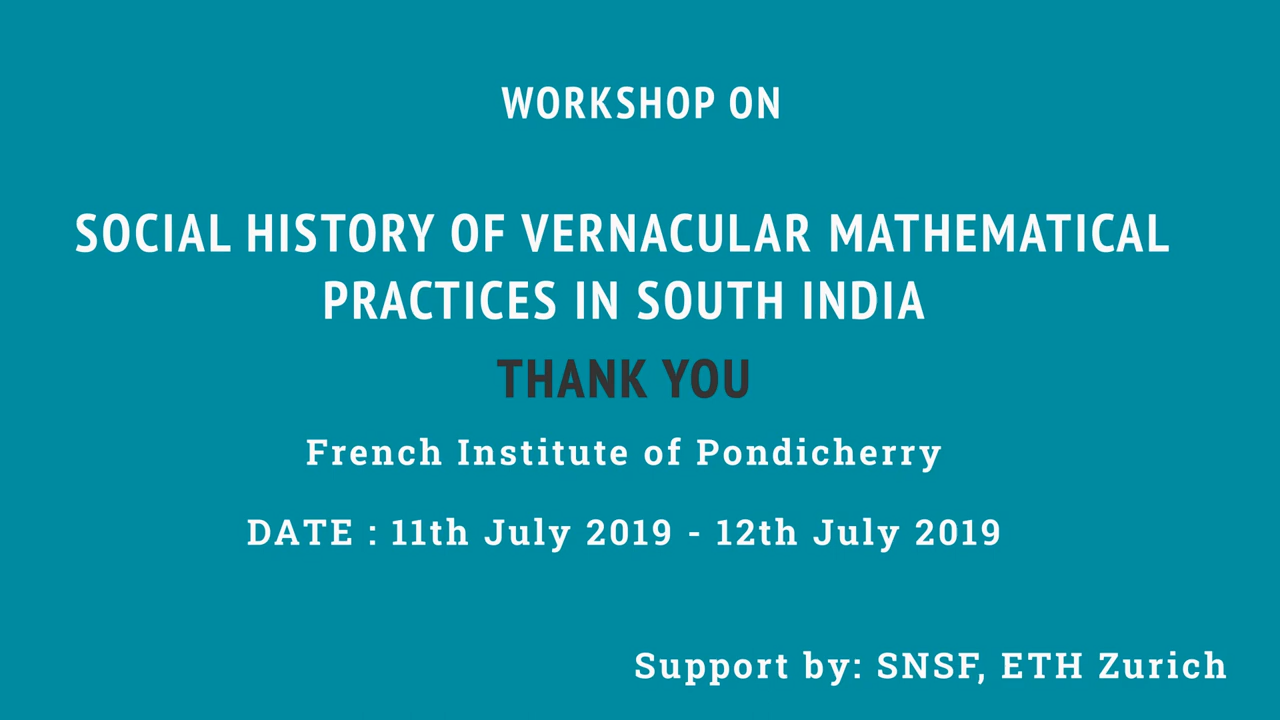 WORKSHOP ON
SOCIAL HISTORY OF VERNACULAR MATHEMATICAL
PRACTICES IN SOUTH INDIA
THANK YOU
French Institute of Pondicherry
DATE : 11th July 2019 - 12th July 2019
Support by: SNSF, ETH Zurich